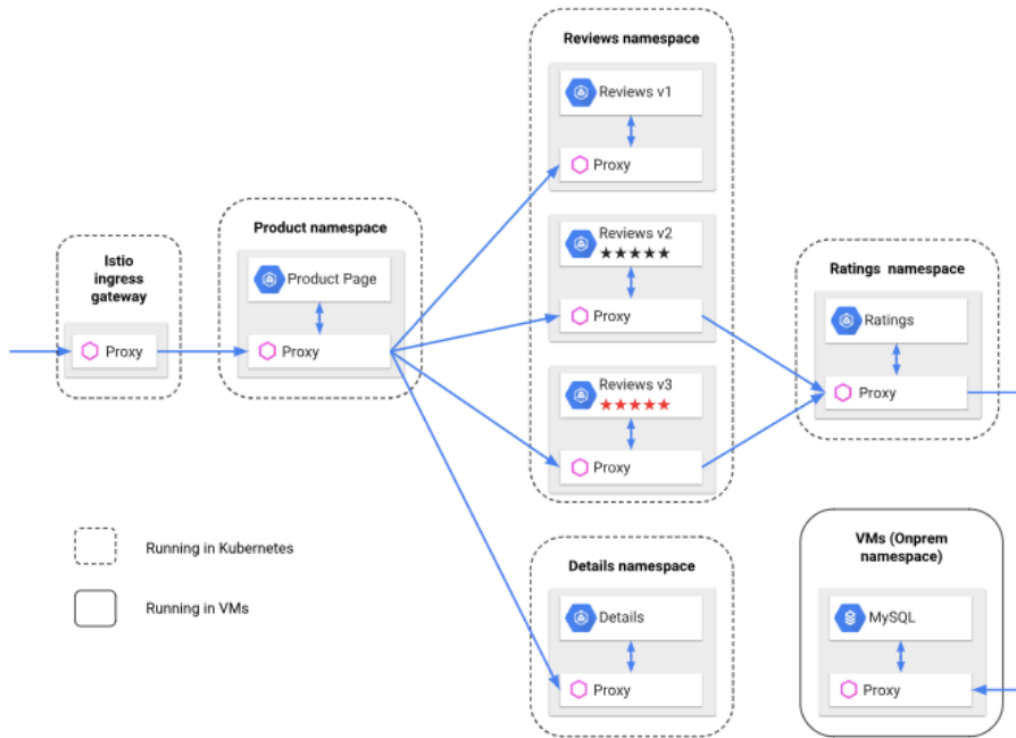 Istio
ingress
gateway
Proxy
Product namespace
Product Page
Proxy
Reviews namespace
Reviews v1
Proxy
Reviews v2
★★★★★
Proxy
Reviews v3
★★★★★
Proxy
Ratings namespace
Ratings
Proxy
Details namespace
Details
Proxy
VMs (Onprem
namespace)
MySQL
Proxy
Running in Kubernetes
Running in VMs